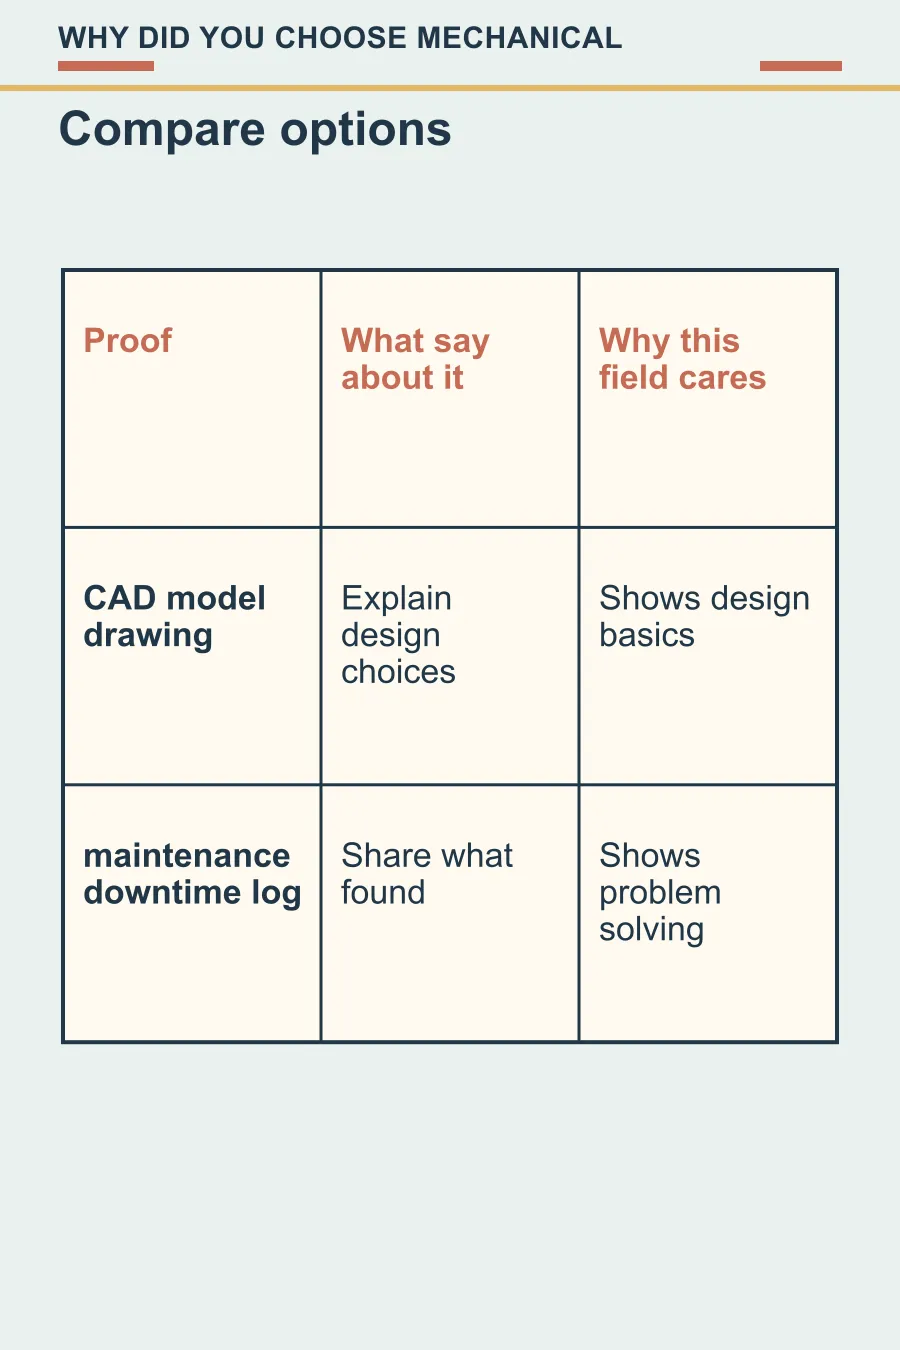 WHY DID YOU CHOOSE MECHANICAL
Compare options
Proof
What say
about it
Why this
field cares
CAD model
drawing
Explain
design
choices
Shows design
basics
maintenance
downtime log
Share what
found
Shows
problem
solving